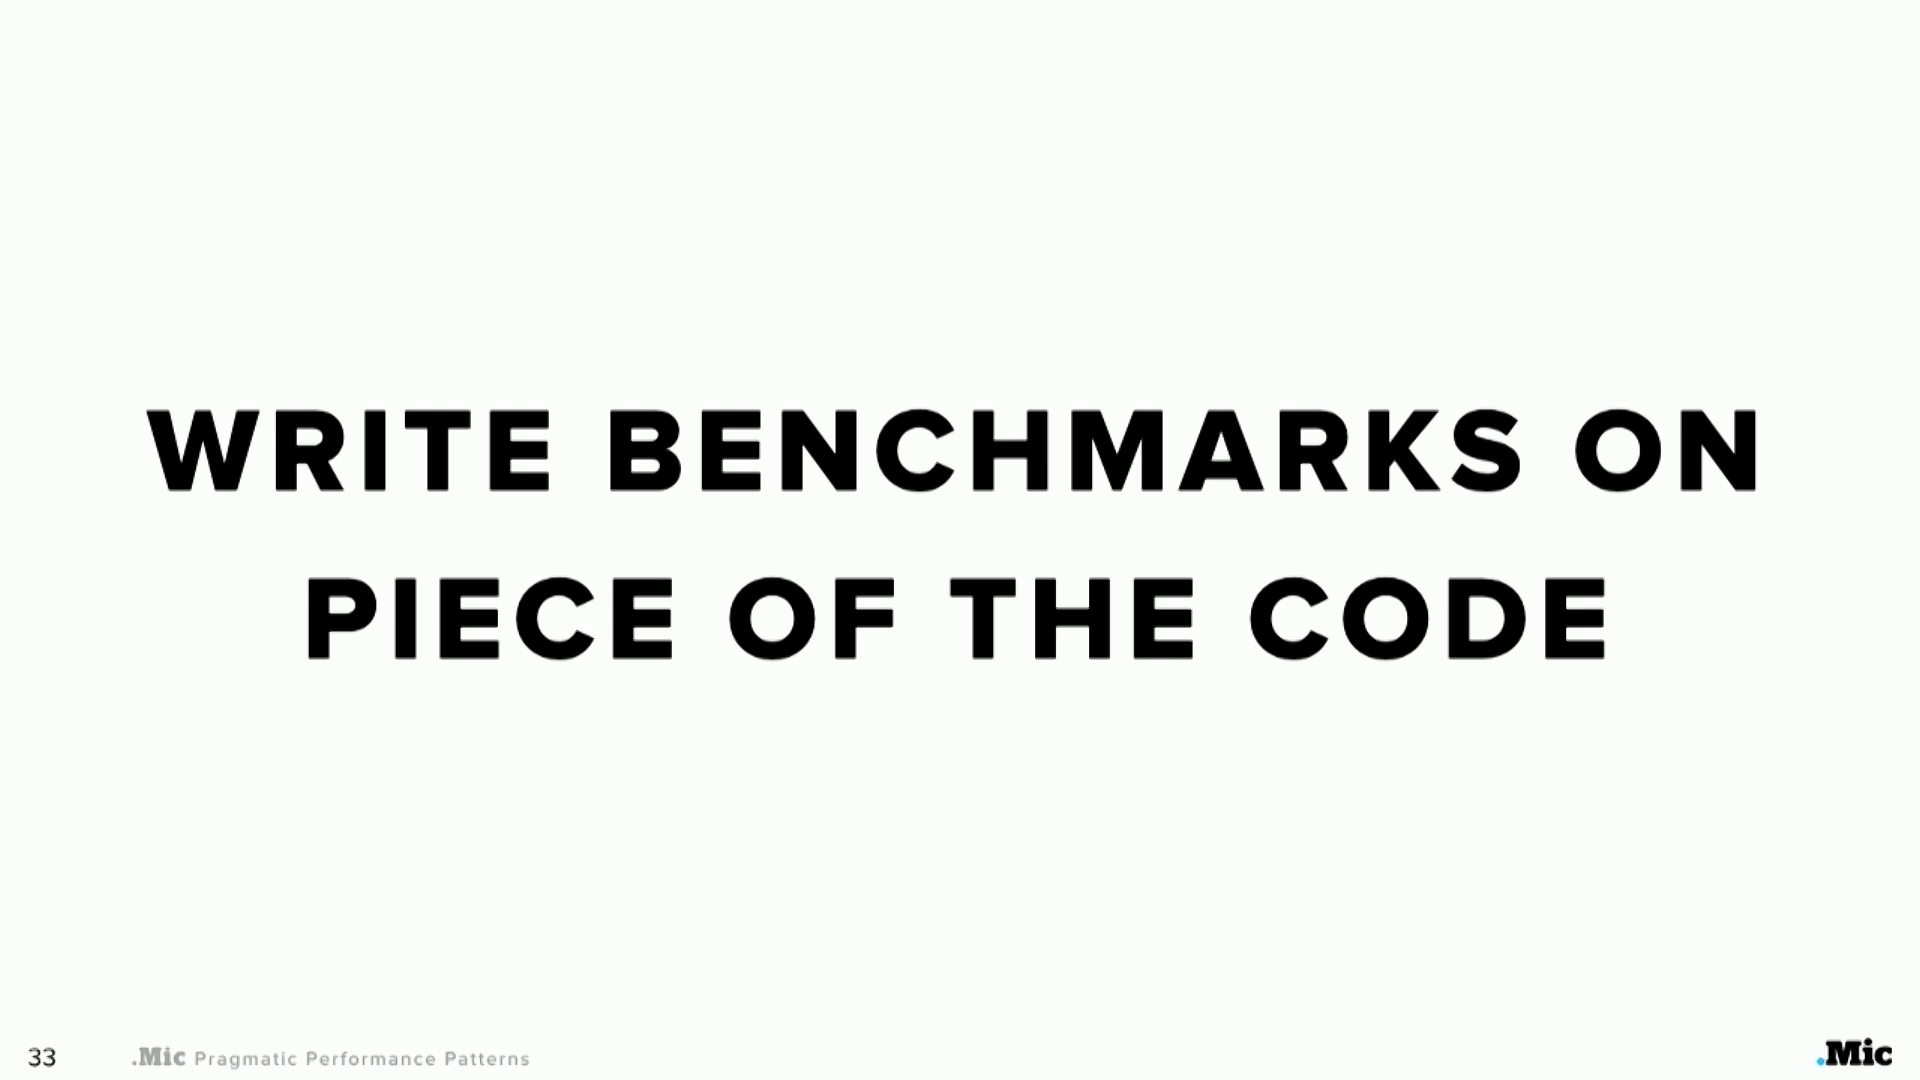 WRITE BENCHMARKS ON
PIECE OF THE CODE
33
.Mic Pragmatic Performance Patterns
.Mic